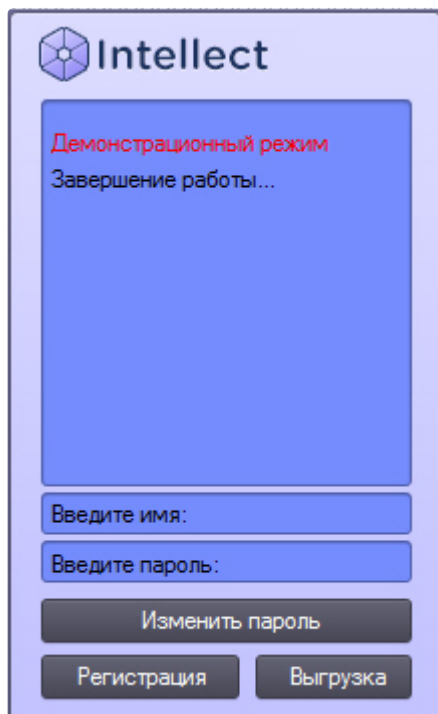 Intellect
Демонстрационный режим
Завершение работы...
Введите имя:
Введите пароль:
Изменить пароль
Регистрация Выгрузка